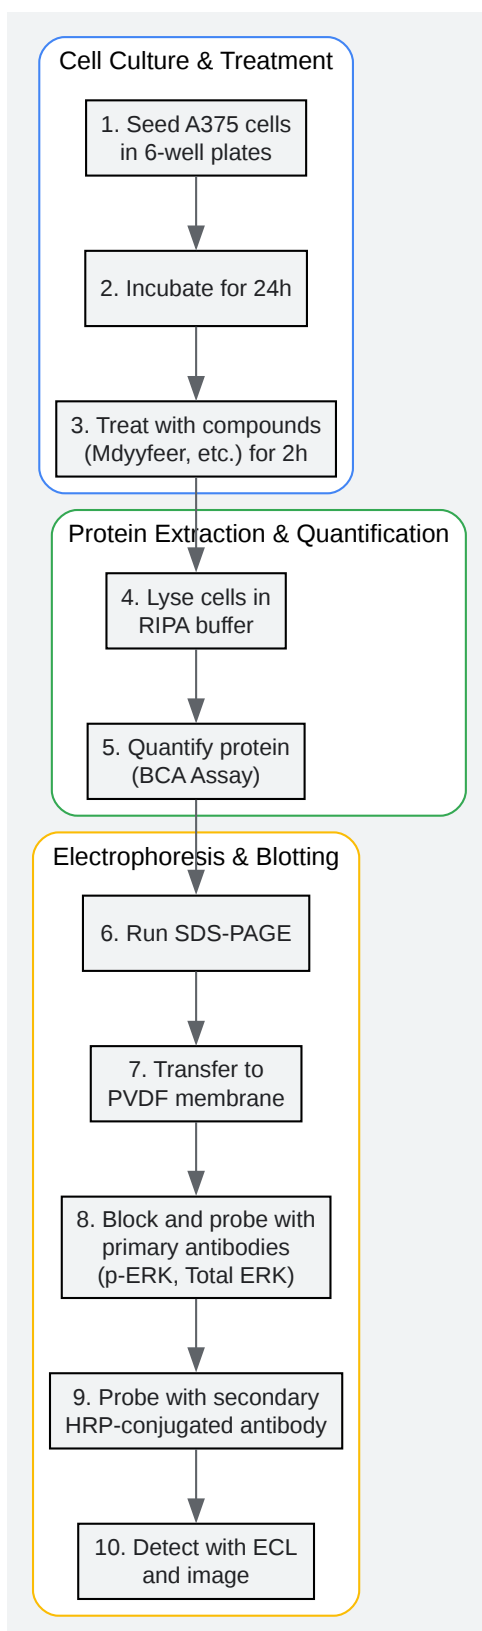 Cell Culture & Treatment
1. Seed A375 cells
in 6-well plates
2. Incubate for 24h
3. Treat with compounds
(Mdyyfeer, etc.) for 2h
Protein Extraction & Quantification
4. Lyse cells in
RIPA buffer
5. Quantify protein
(BCA Assay)
Electrophoresis & Blotting
6. Run SDS-PAGE
7. Transfer to
PVDF membrane
8. Block and probe with
primary antibodies
(p-ERK, Total ERK)
9. Probe with secondary
HRP-conjugated antibody
10. Detect with ECL
and image